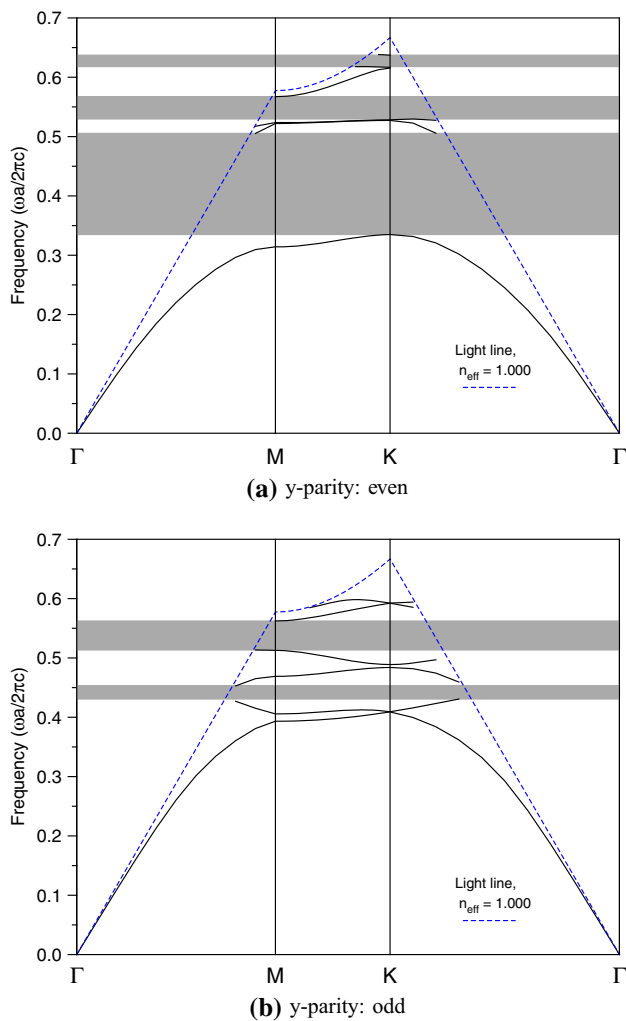 0.7
0.6
0.5
0.4
0.3
0.2
0.1
0.0
Frequency (ωa/2πc)
Light line,
n_eff = 1.000
Γ M K Γ
(a) y-parity: even
0.7
0.6
0.5
0.4
0.3
0.2
0.1
0.0
Frequency (ωa/2πc)
Light line,
n_eff = 1.000
Γ M K Γ
(b) y-parity: odd